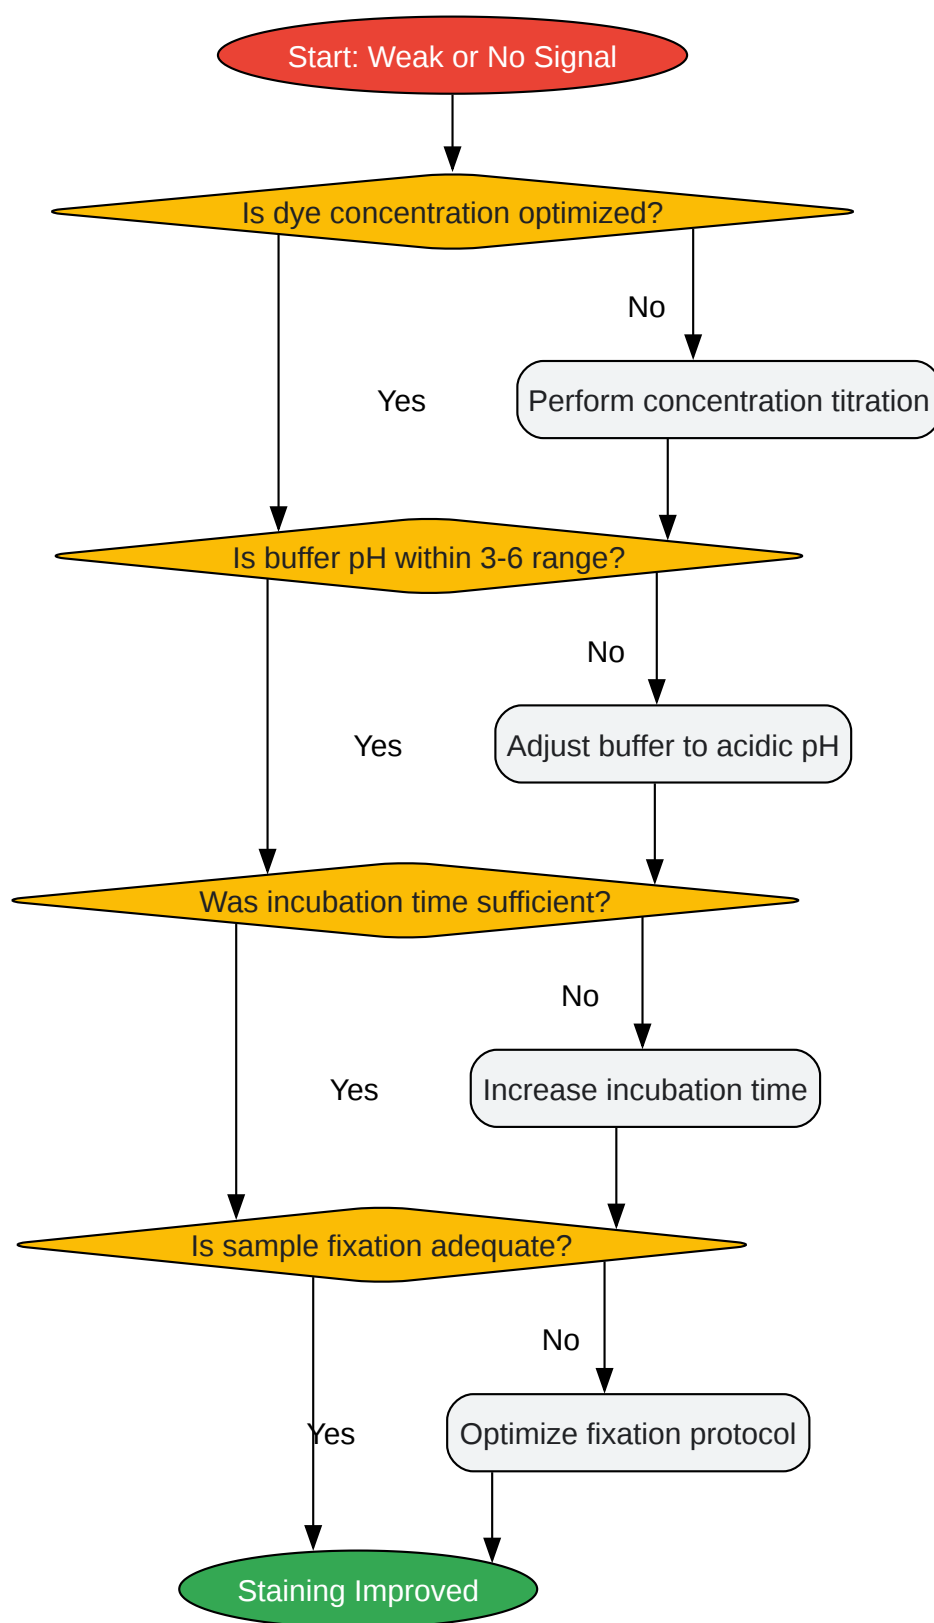 Start: Weak or No Signal
Is dye concentration optimized?
No
Yes
Perform concentration titration
Is buffer pH within 3-6 range?
No
Yes
Adjust buffer to acidic pH
Was incubation time sufficient?
No
Yes
Increase incubation time
Is sample fixation adequate?
No
Yes
Optimize fixation protocol
Staining Improved